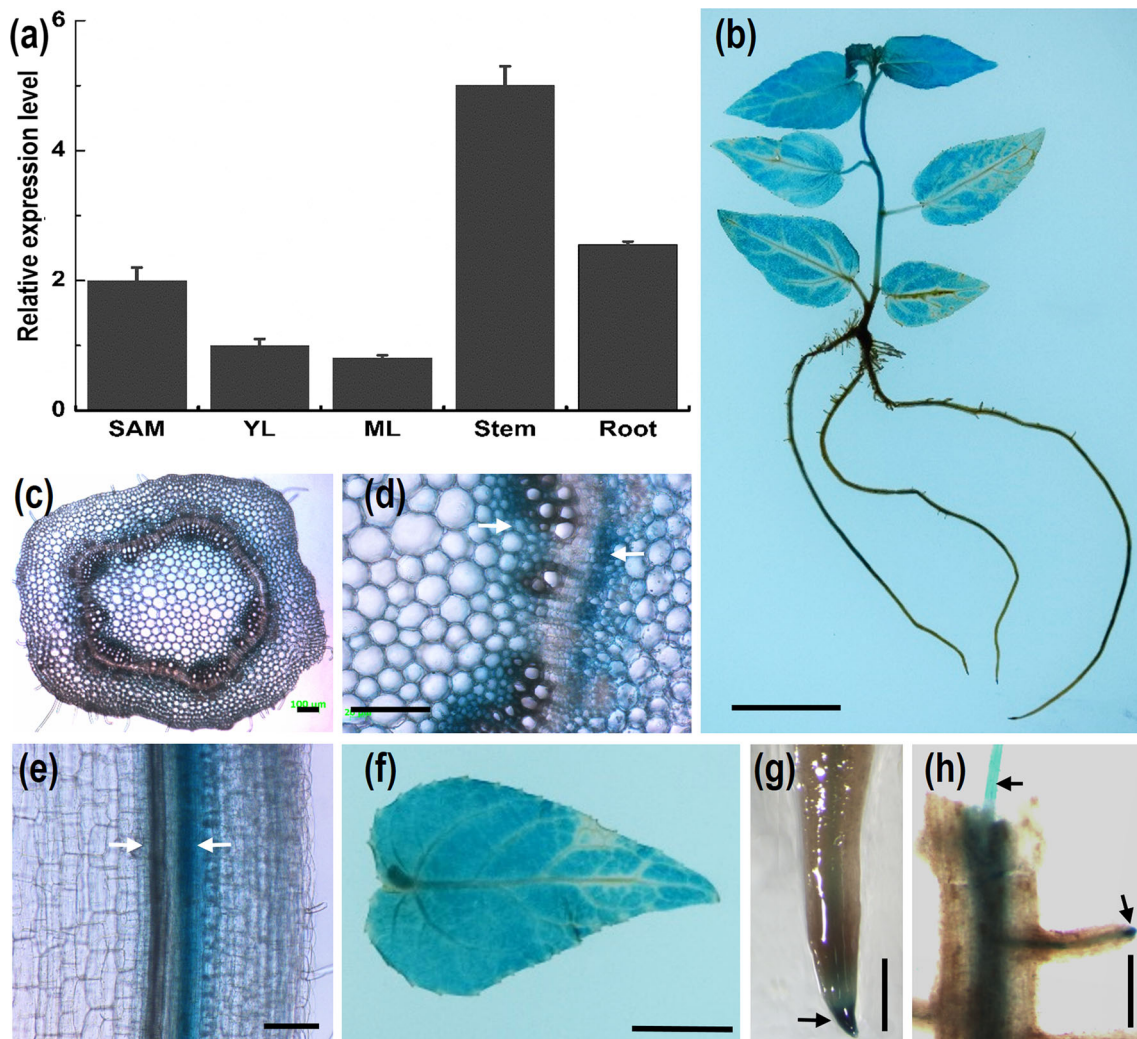 (a)
Relative expression level
6
4
2
0
SAM YL ML Stem Root
(b)
(c)
100 µm
(d)
(e)
(f)
(g)
(h)